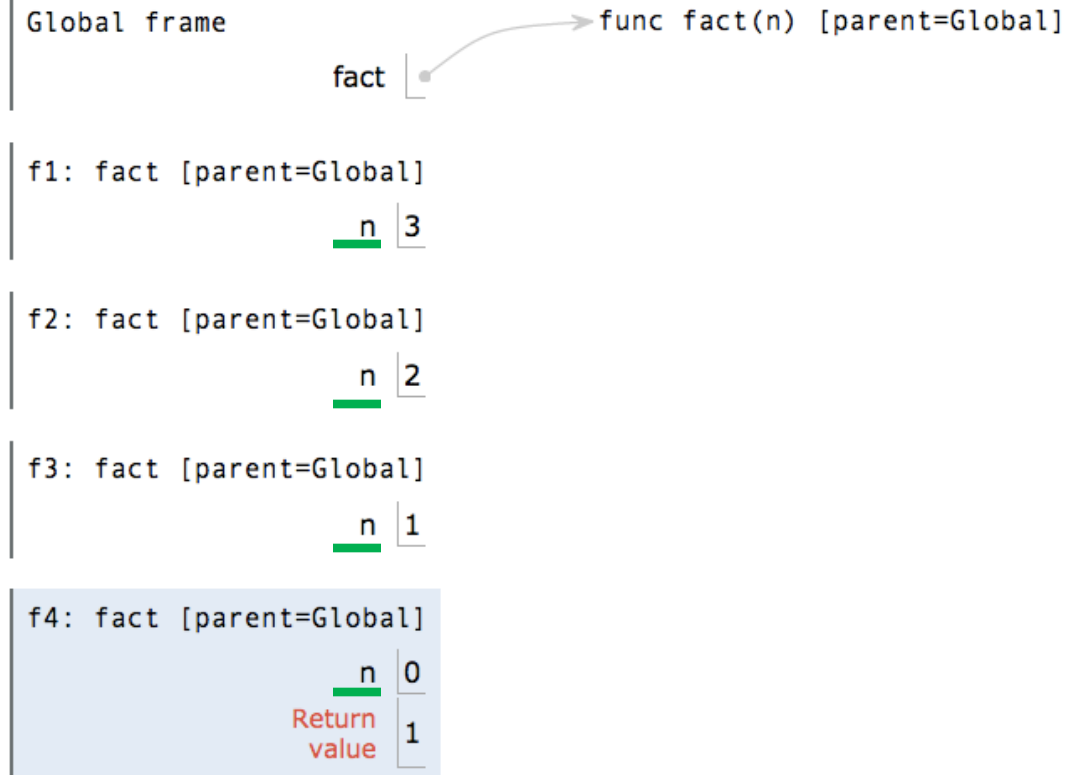 Global frame
func fact(n) [parent=Global]
fact
f1: fact [parent=Global]
n 3
f2: fact [parent=Global]
n 2
f3: fact [parent=Global]
n 1
f4: fact [parent=Global]
n 0
Return
value 1